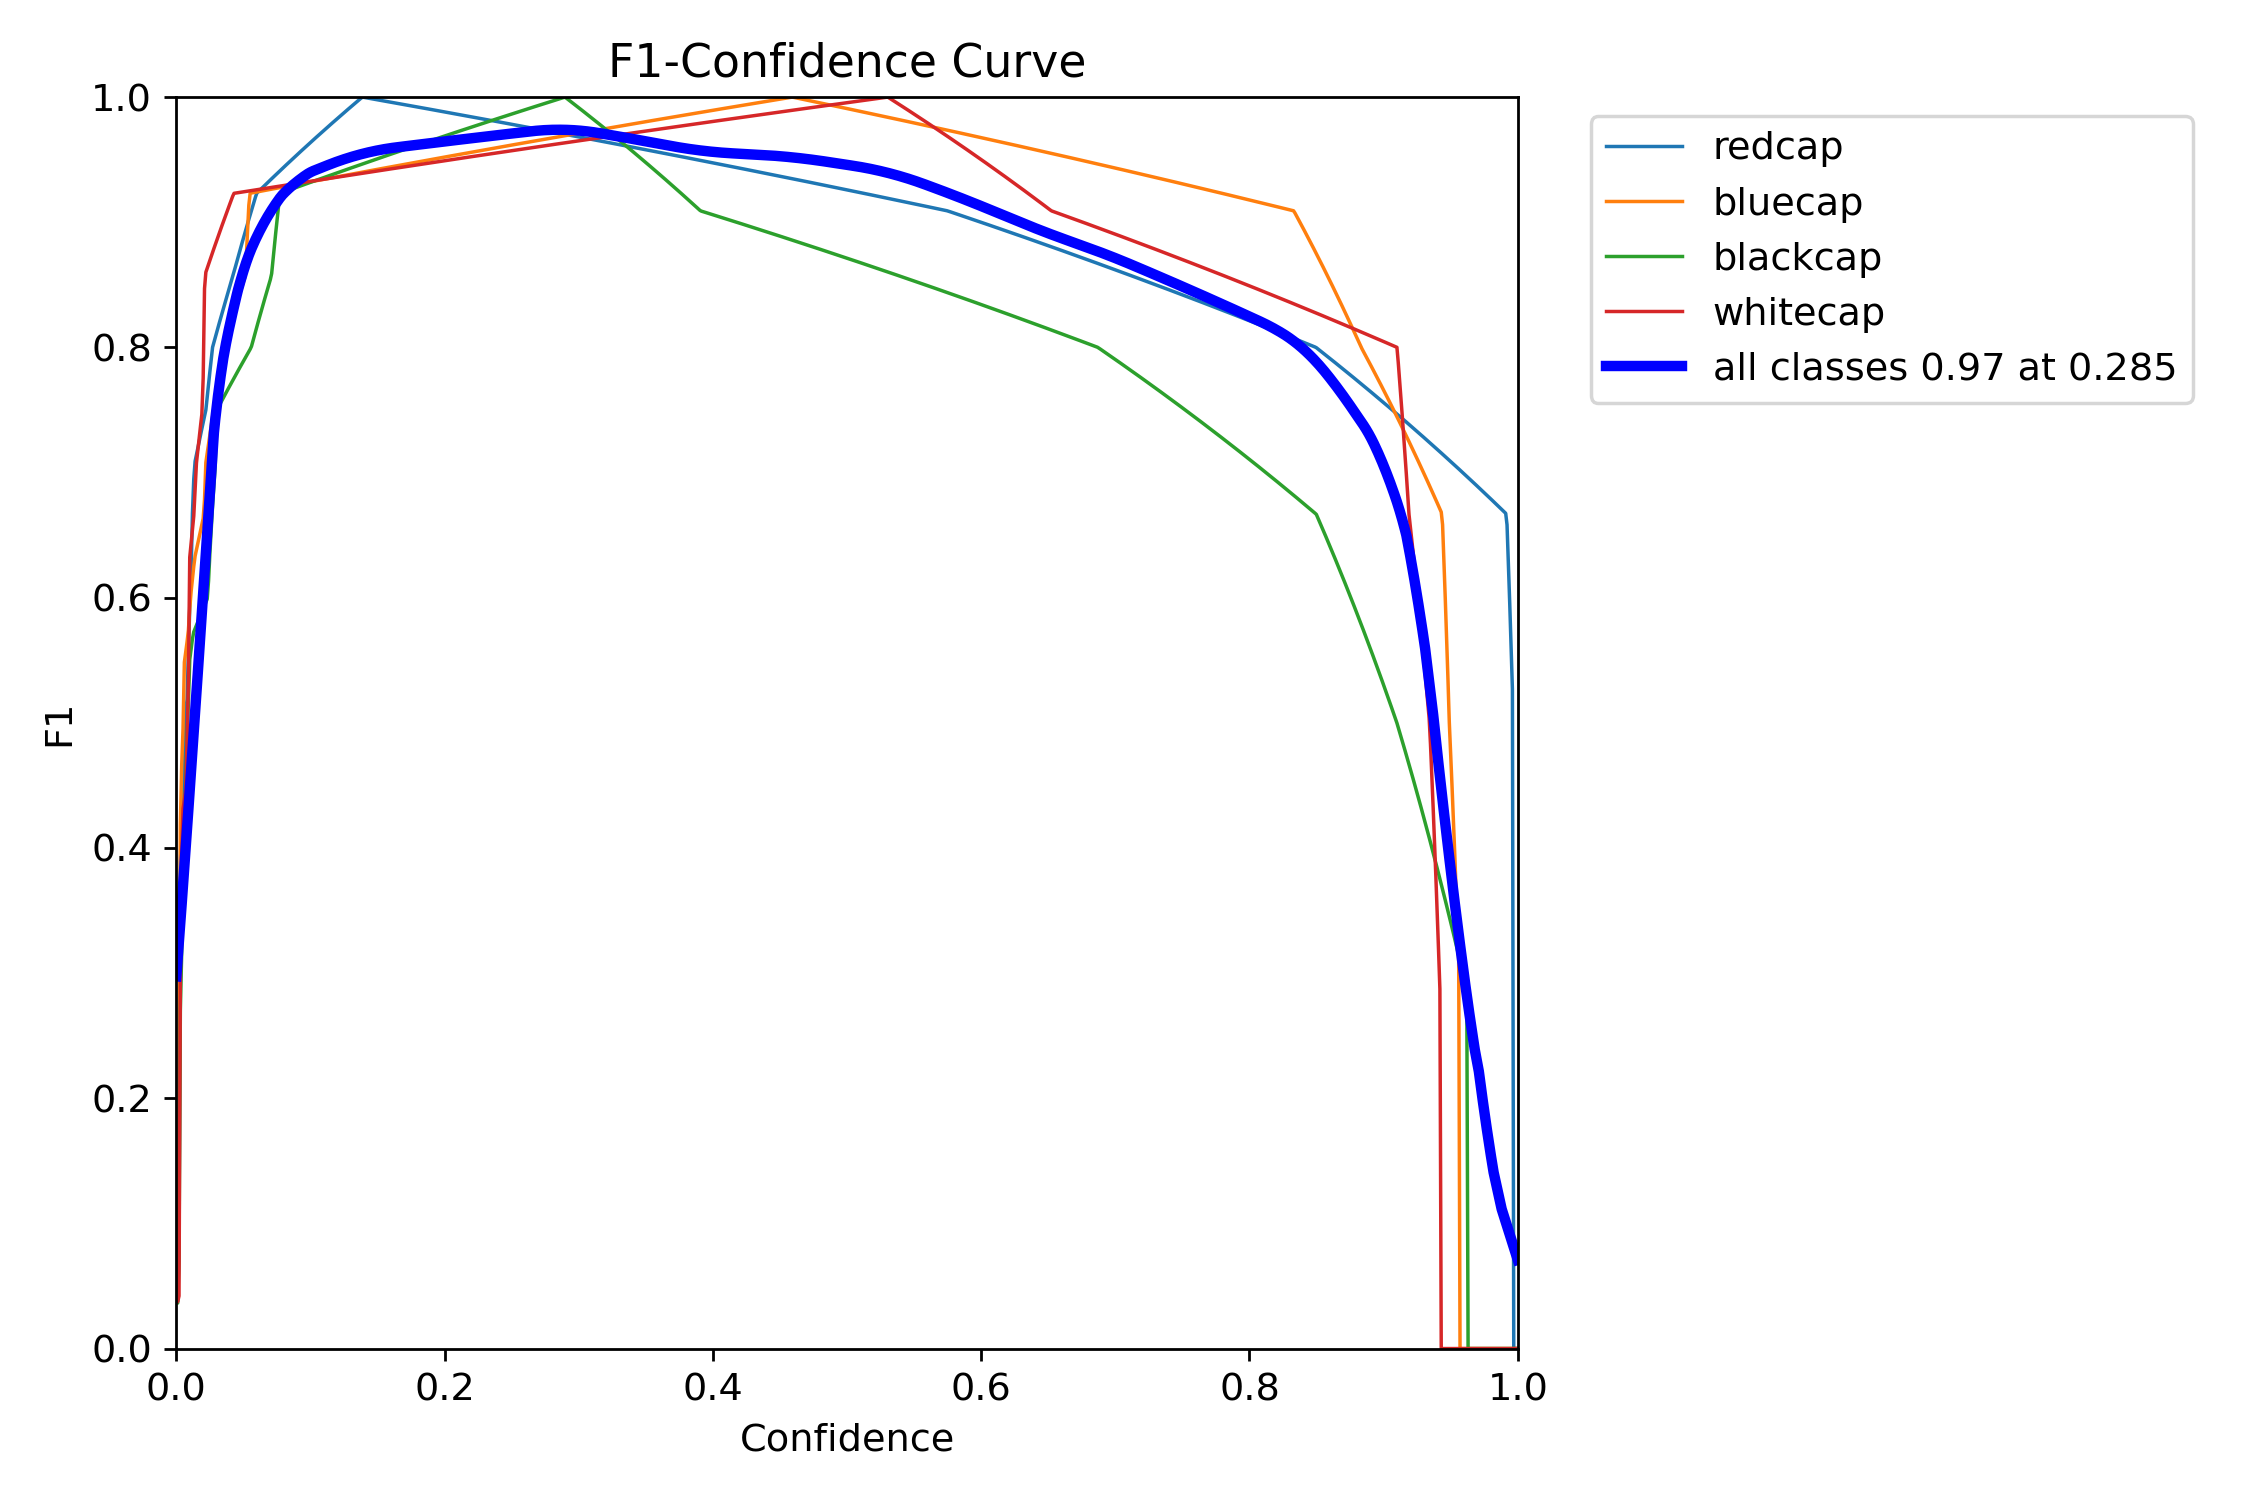 F1-Confidence Curve
1.0
0.8
0.6
0.4
0.2
0.0
F1
0.0 0.2 0.4 0.6 0.8 1.0
Confidence
redcap
bluecap
blackcap
whitecap
all classes 0.97 at 0.285